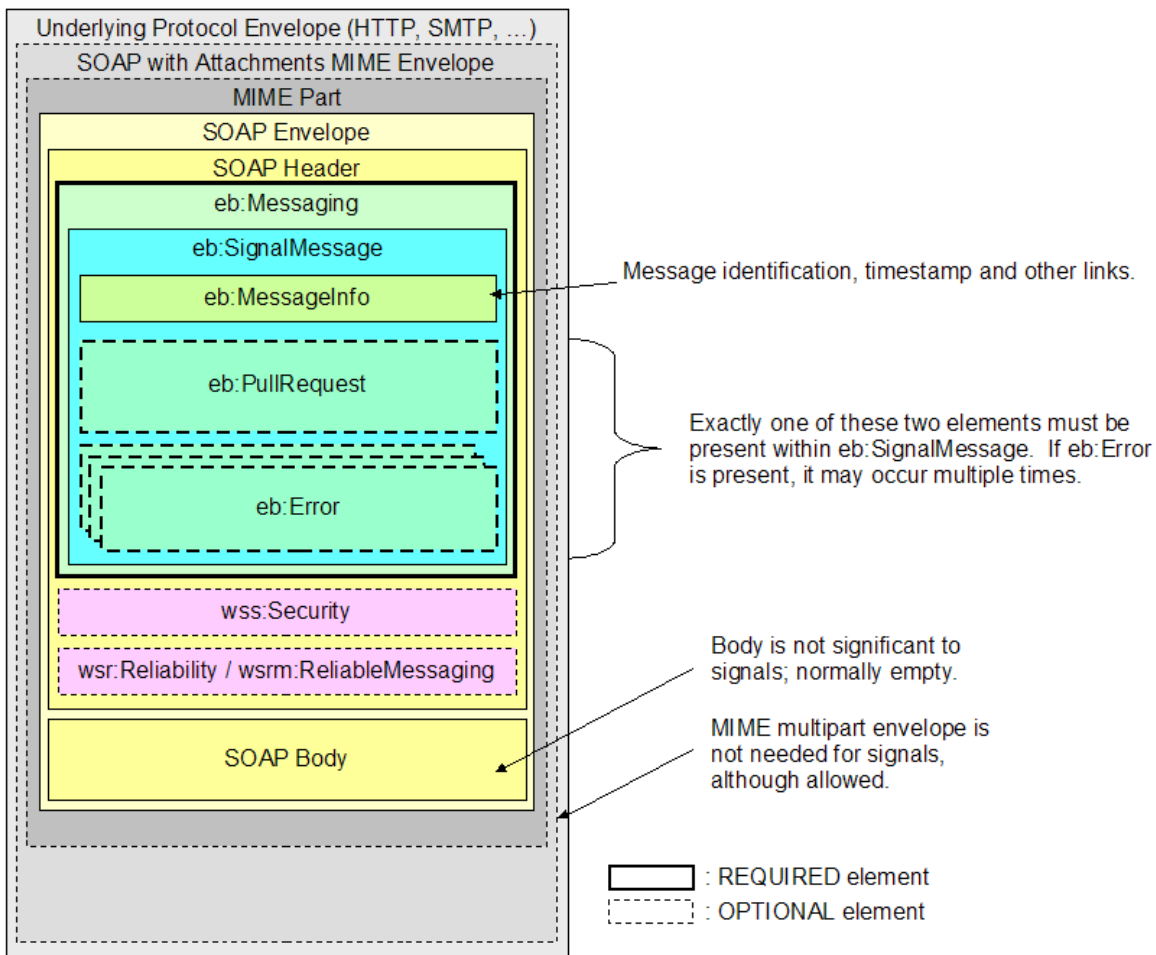 Underlying Protocol Envelope (HTTP, SMTP, …)
SOAP with Attachments MIME Envelope
MIME Part
SOAP Envelope
SOAP Header
eb:Messaging
eb:SignalMessage
eb:MessageInfo
Message identification, timestamp and other links.
eb:PullRequest
Exactly one of these two elements must be
present within eb:SignalMessage.  If eb:Error
is present, it may occur multiple times.
eb:Error
wss:Security
wsr:Reliability / wsrm:ReliableMessaging
Body is not significant to
signals; normally empty.
SOAP Body
MIME multipart envelope is
not needed for signals,
although allowed.
: REQUIRED element
: OPTIONAL element